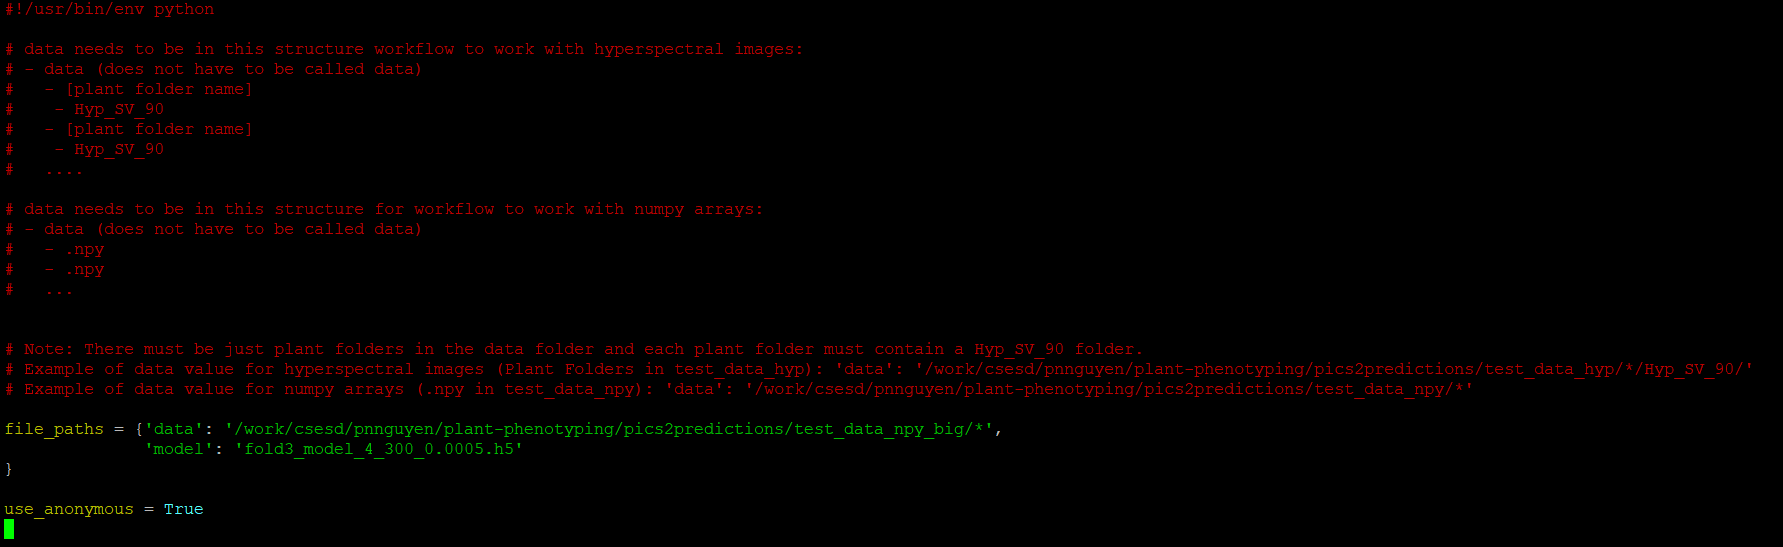 #!/usr/bin/env python

# data needs to be in this structure workflow to work with hyperspectral images:
# - data (does not have to be called data)
#   - [plant folder name]
#    - Hyp_SV_90
#   - [plant folder name]
#    - Hyp_SV_90
#   ....

# data needs to be in this structure for workflow to work with numpy arrays:
# - data (does not have to be called data)
#   - .npy
#   - .npy
#   ...


# Note: There must be just plant folders in the data folder and each plant folder must contain a Hyp_SV_90 folder.
# Example of data value for hyperspectral images (Plant Folders in test_data_hyp): 'data': '/work/csesd/pnnguyen/plant-phenotyping/pics2predictions/test_data_hyp/*/Hyp_SV_90/'
# Example of data value for numpy arrays (.npy in test_data_npy): 'data': '/work/csesd/pnnguyen/plant-phenotyping/pics2predictions/test_data_npy/*'

file_paths = {'data': '/work/csesd/pnnguyen/plant-phenotyping/pics2predictions/test_data_npy_big/*',
              'model': 'fold3_model_4_300_0.0005.h5'
}

use_anonymous = True